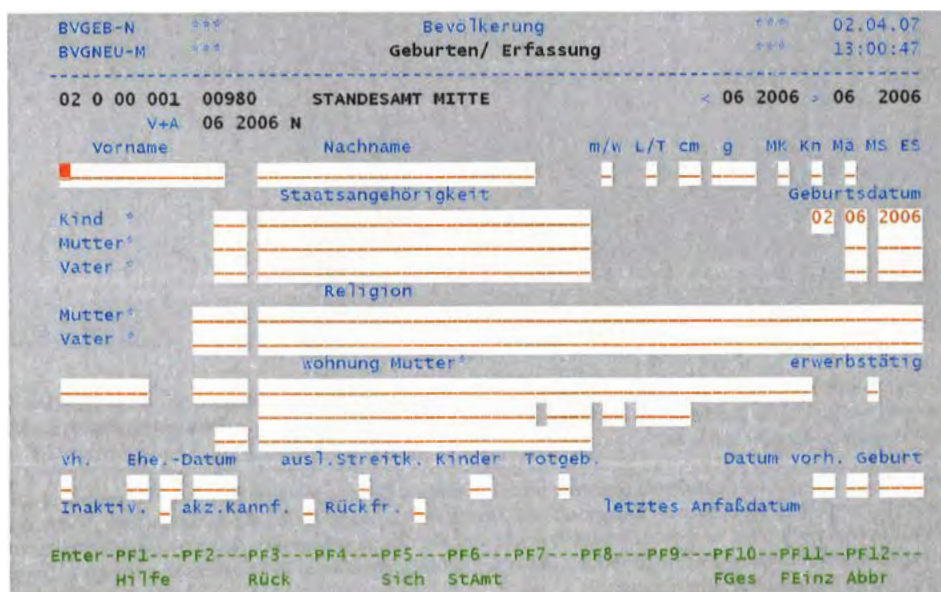 BVGEB-N *** Bevölkerung *** 02.04.07
BVGNEU-M *** Geburten/ Erfassung *** 13:00:47
02 0 00 001 00980 STANDESAMT MITTE < 06 2006 > 06 2006
V+A 06 2006 N
Vorname Nachname m/w L/T cm g MK Kn Mä MS ES
Staatsangehörigkeit Geburtsdatum
Kind * 02 06 2006
Mutter*
Vater *
Religion
Mutter*
Vater *
Wohnung Mutter* erwerbstätig
vh. Ehe.-Datum ausl.Streitk. Kinder Totgeb. Datum vorh. Geburt
Inaktiv. akz.Kannf. Rückfr. letztes Anfaßdatum
Enter-PF1---PF2---PF3---PF4---PF5---PF6---PF7---PF8---PF9---PF10--PF11--PF12---
Hilfe Rück Sich StAmt FGes FEinz Abbr